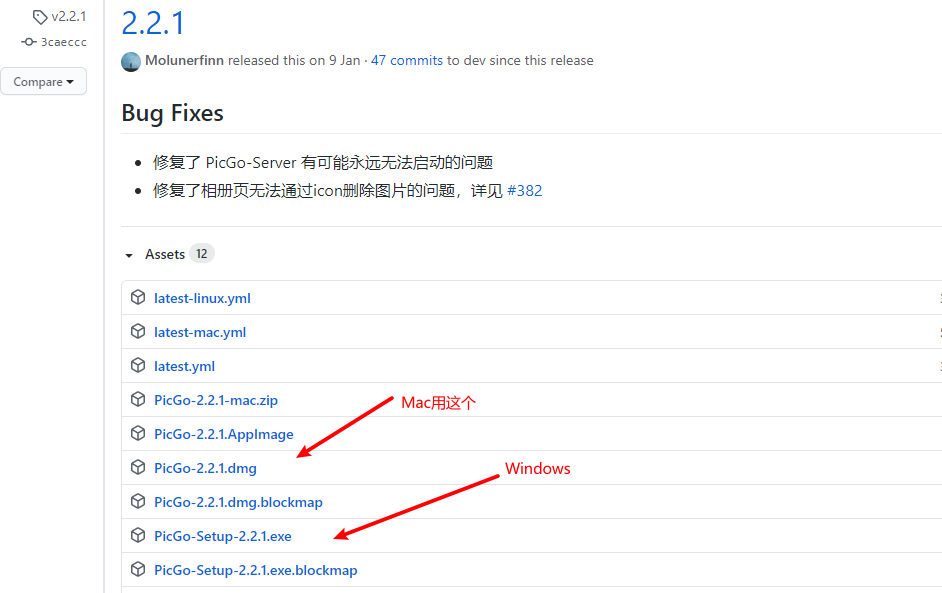 v2.2.1
3caeccc
Compare
2.2.1
Molunerfinn released this on 9 Jan · 47 commits to dev since this release
Bug Fixes
修复了 PicGo-Server 有可能永远无法启动的问题
修复了相册页无法通过icon删除图片的问题，详见 #382
Assets 12
latest-linux.yml
latest-mac.yml
latest.yml
PicGo-2.2.1-mac.zip
Mac用这个
PicGo-2.2.1.AppImage
PicGo-2.2.1.dmg
Windows
PicGo-2.2.1.dmg.blockmap
PicGo-Setup-2.2.1.exe
PicGo-Setup-2.2.1.exe.blockmap